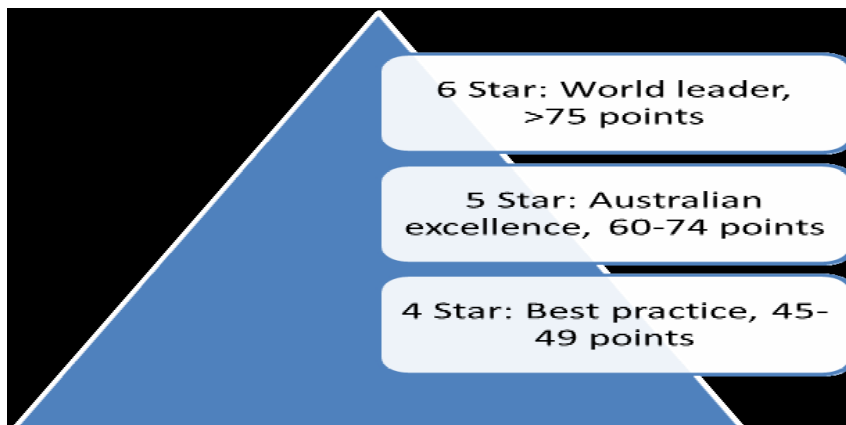 6 Star: World leader,
>75 points
5 Star: Australian
excellence, 60-74 points
4 Star: Best practice, 45-
49 points